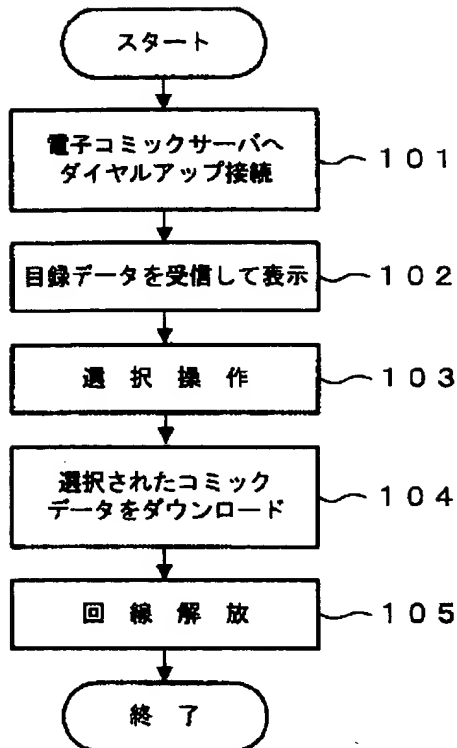 スタート
電子コミックサーバへ
ダイヤルアップ接続
101
目録データを受信して表示
102
選 択 操 作
103
選択されたコミック
データをダウンロード
104
回 線 解 放
105
終 了